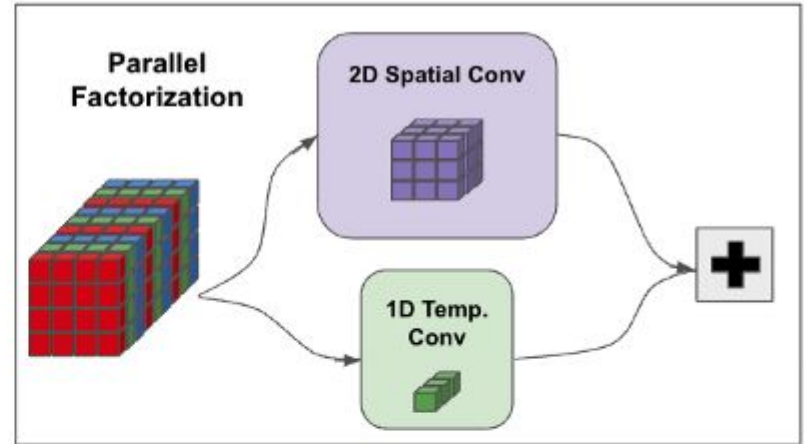 Parallel
Factorization
2D Spatial Conv
1D Temp.
Conv